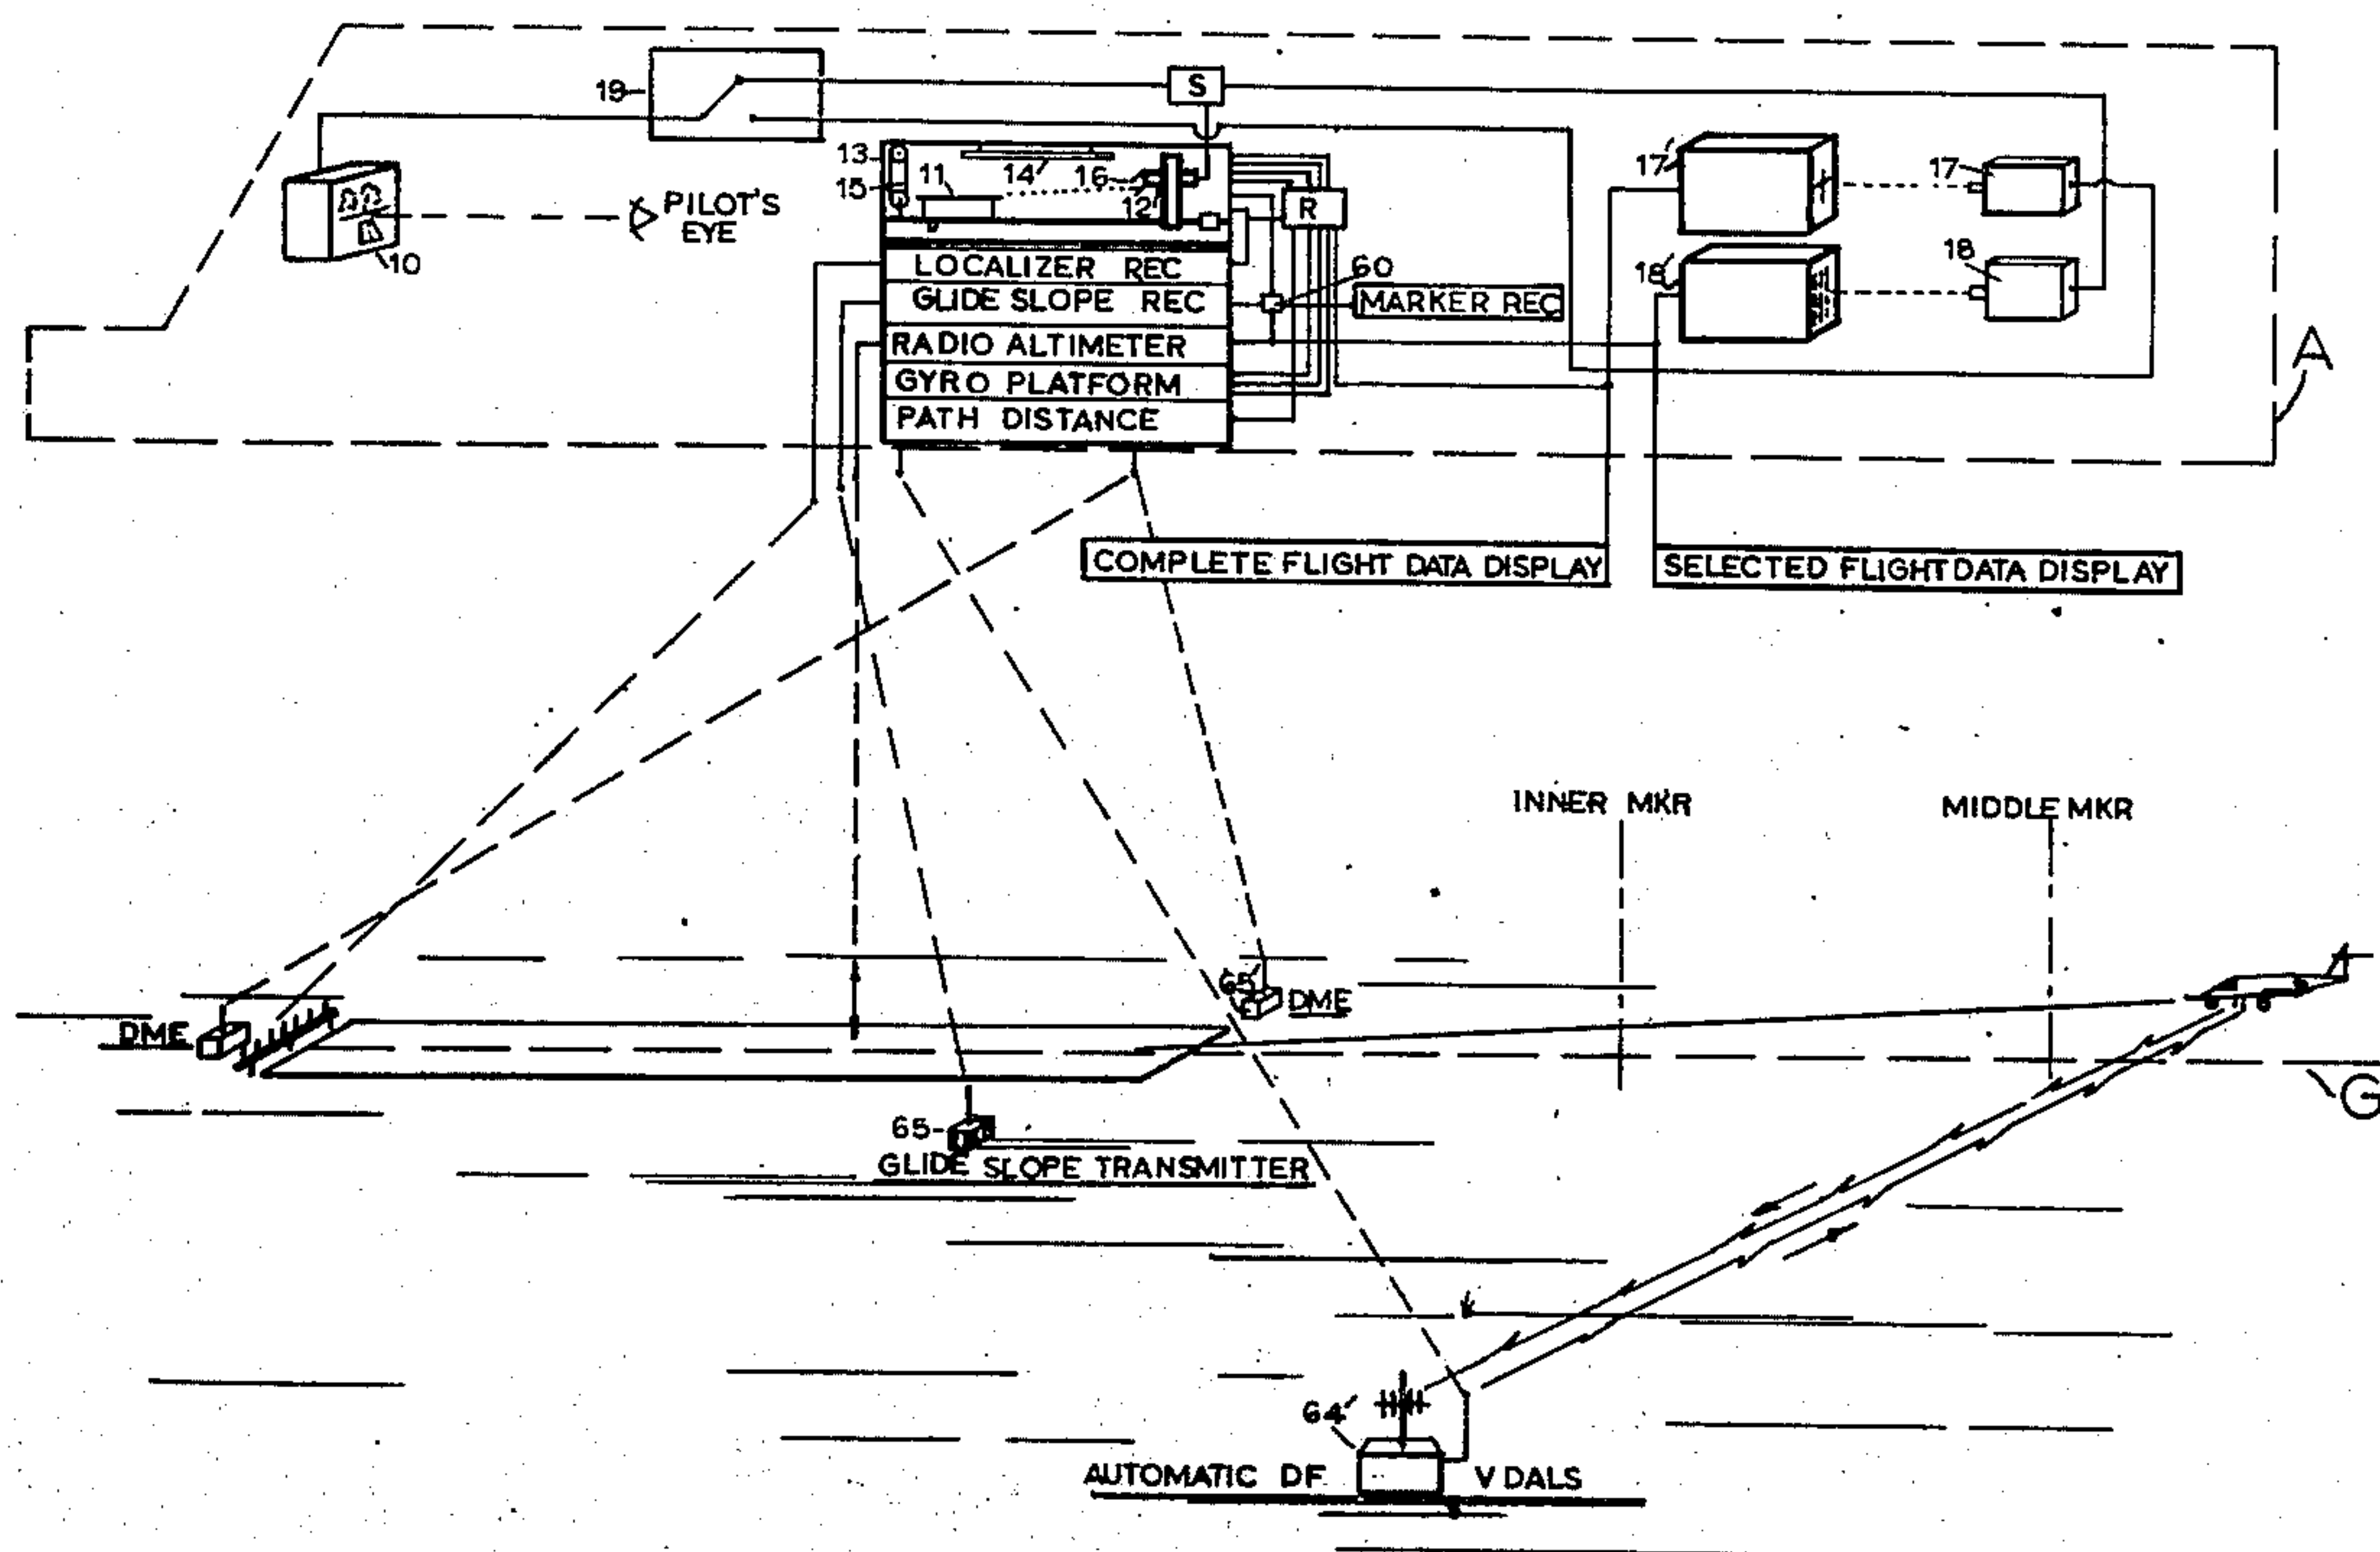 S
19
13
11
14
16
15
12'
R
17'
17
PILOT'S
EYE
10
18'
18
LOCALIZER REC
60
GLIDE SLOPE REC
MARKER REC
RADIO ALTIMETER
GYRO PLATFORM
PATH DISTANCE
A
COMPLETE FLIGHT DATA DISPLAY
SELECTED FLIGHT DATA DISPLAY
INNER MKR
MIDDLE MKR
65'
DME
DME
G
65
GLIDE SLOPE TRANSMITTER
64'
AUTOMATIC DF
VDALS